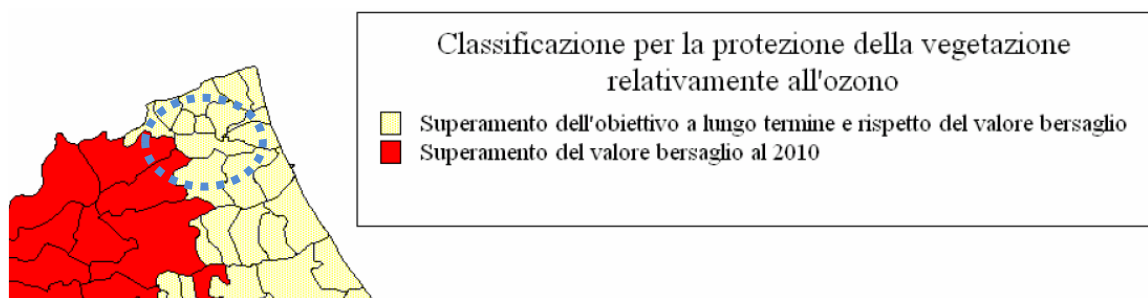 Classificazione per la protezione della vegetazione
relativamente all'ozono
Superamento dell'obiettivo a lungo termine e rispetto del valore bersaglio
Superamento del valore bersaglio al 2010